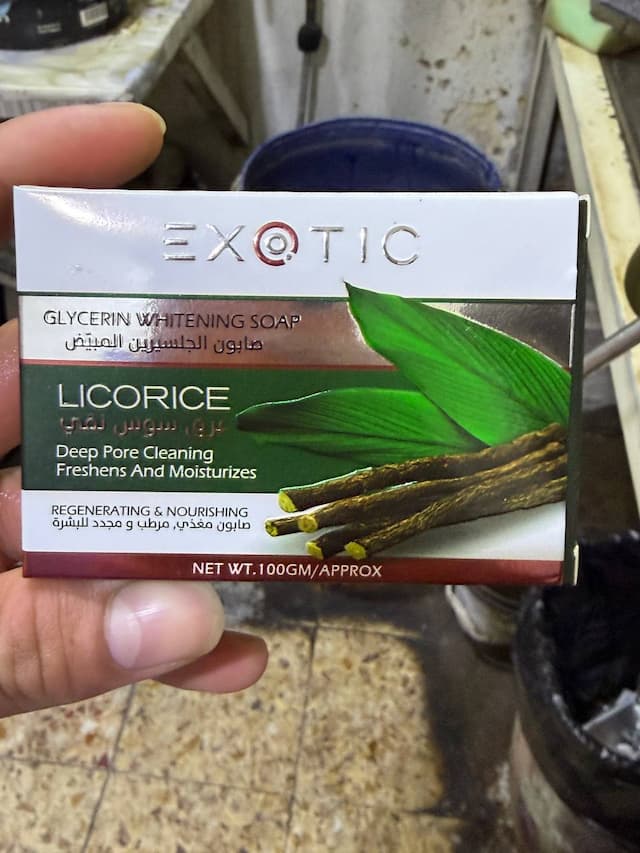 EXOTIC
GLYCERIN WHITENING SOAP
صابون الجلسيرين المبيّض
LICORICE
عرق سوس نقي
Deep Pore Cleaning
Freshens And Moisturizes
REGENERATING & NOURISHING
صابون مغذي, مرطب و مجدد للبشرة
NET WT.100GM/APPROX